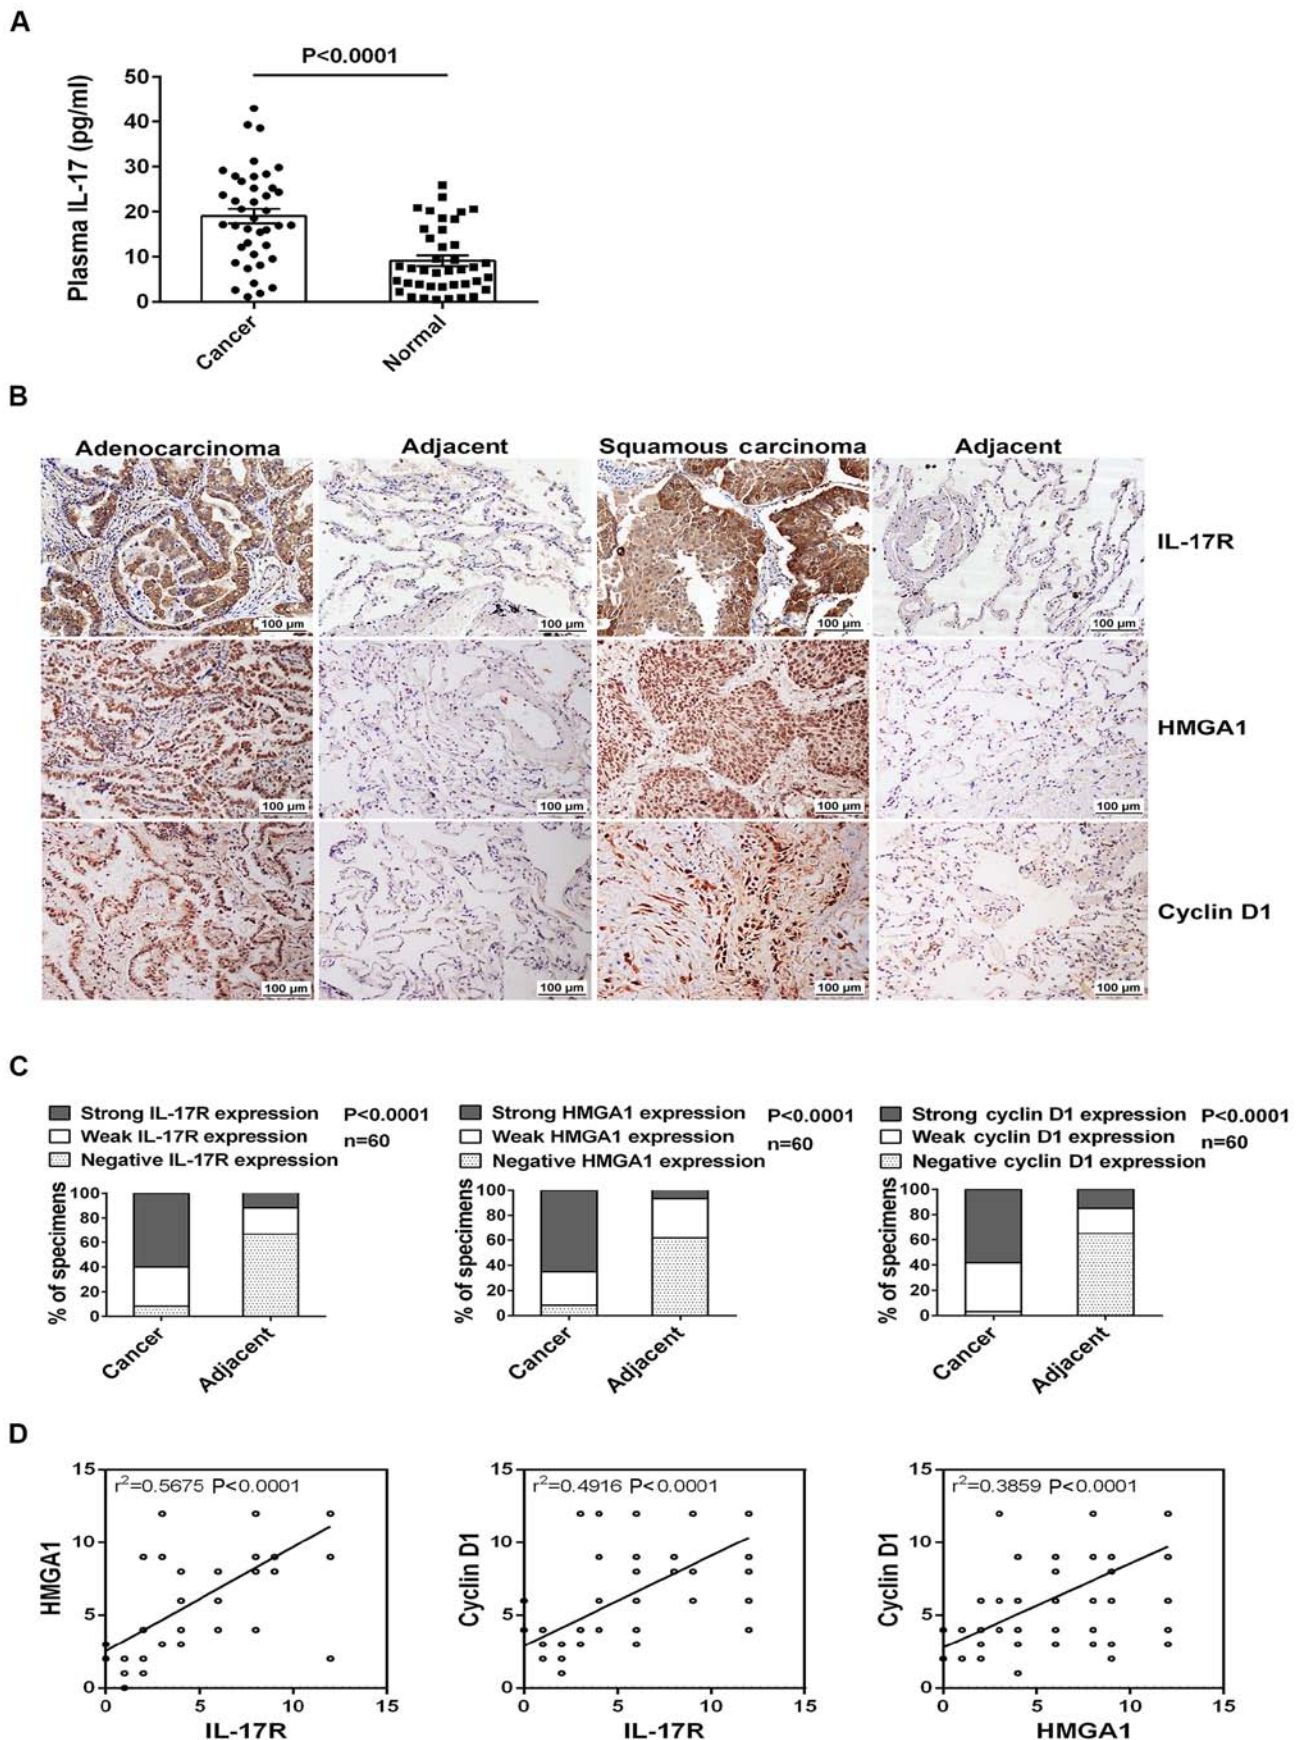 A
P<0.0001
Plasma IL-17 (pg/ml)
50
40
30
20
10
0
Cancer
Normal
B
Adenocarcinoma Adjacent Squamous carcinoma Adjacent
IL-17R
100 µm 100 µm 100 µm 100 µm
HMGA1
100 µm 100 µm 100 µm 100 µm
Cyclin D1
100 µm 100 µm 100 µm 100 µm
C
Strong IL-17R expression P<0.0001
Weak IL-17R expression n=60
Negative IL-17R expression
% of specimens
100
80
60
40
20
0
Cancer
Adjacent
Strong HMGA1 expression P<0.0001
Weak HMGA1 expression n=60
Negative HMGA1 expression
% of specimens
100
80
60
40
20
0
Cancer
Adjacent
Strong cyclin D1 expression P<0.0001
Weak cyclin D1 expression n=60
Negative cyclin D1 expression
% of specimens
100
80
60
40
20
0
Cancer
Adjacent
D
r²=0.5675 P<0.0001
HMGA1
15
10
5
0
0 5 10 15
IL-17R
r²=0.4916 P<0.0001
Cyclin D1
15
10
5
0
0 5 10 15
IL-17R
r²=0.3859 P<0.0001
Cyclin D1
15
10
5
0
0 5 10 15
HMGA1